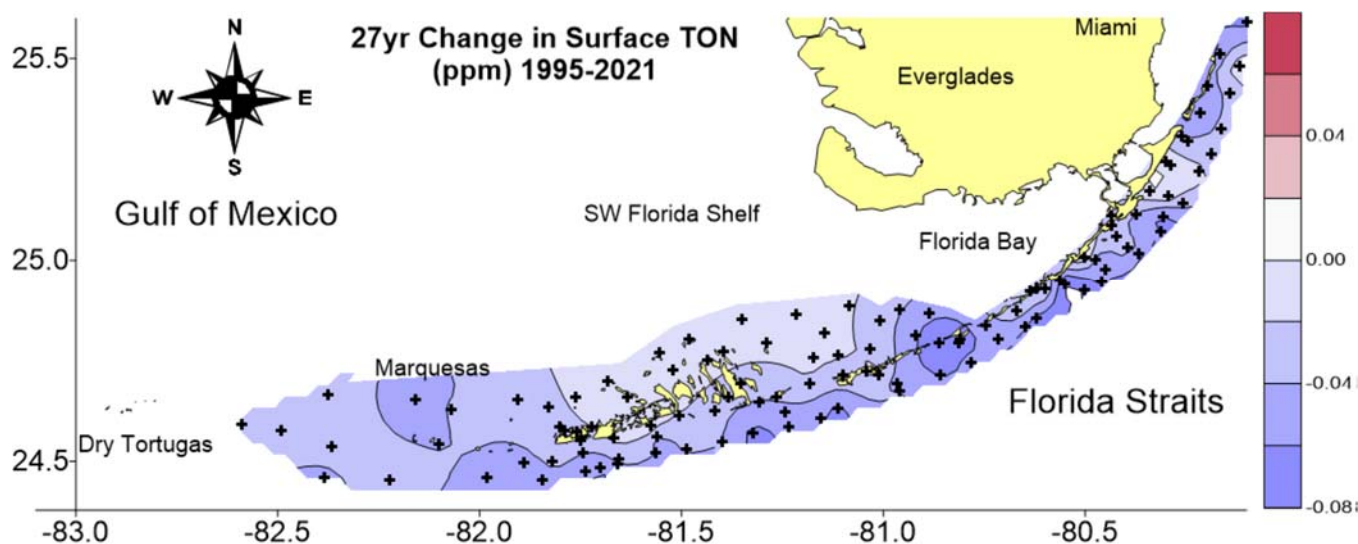 27yr Change in Surface TON
(ppm) 1995-2021
N
W E
S
Miami
Everglades
25.5
0.04
Gulf of Mexico
SW Florida Shelf
Florida Bay
25.0
0.00
Marquesas
-0.04
Florida Straits
Dry Tortugas
24.5
-0.08
-83.0 -82.5 -82.0 -81.5 -81.0 -80.5